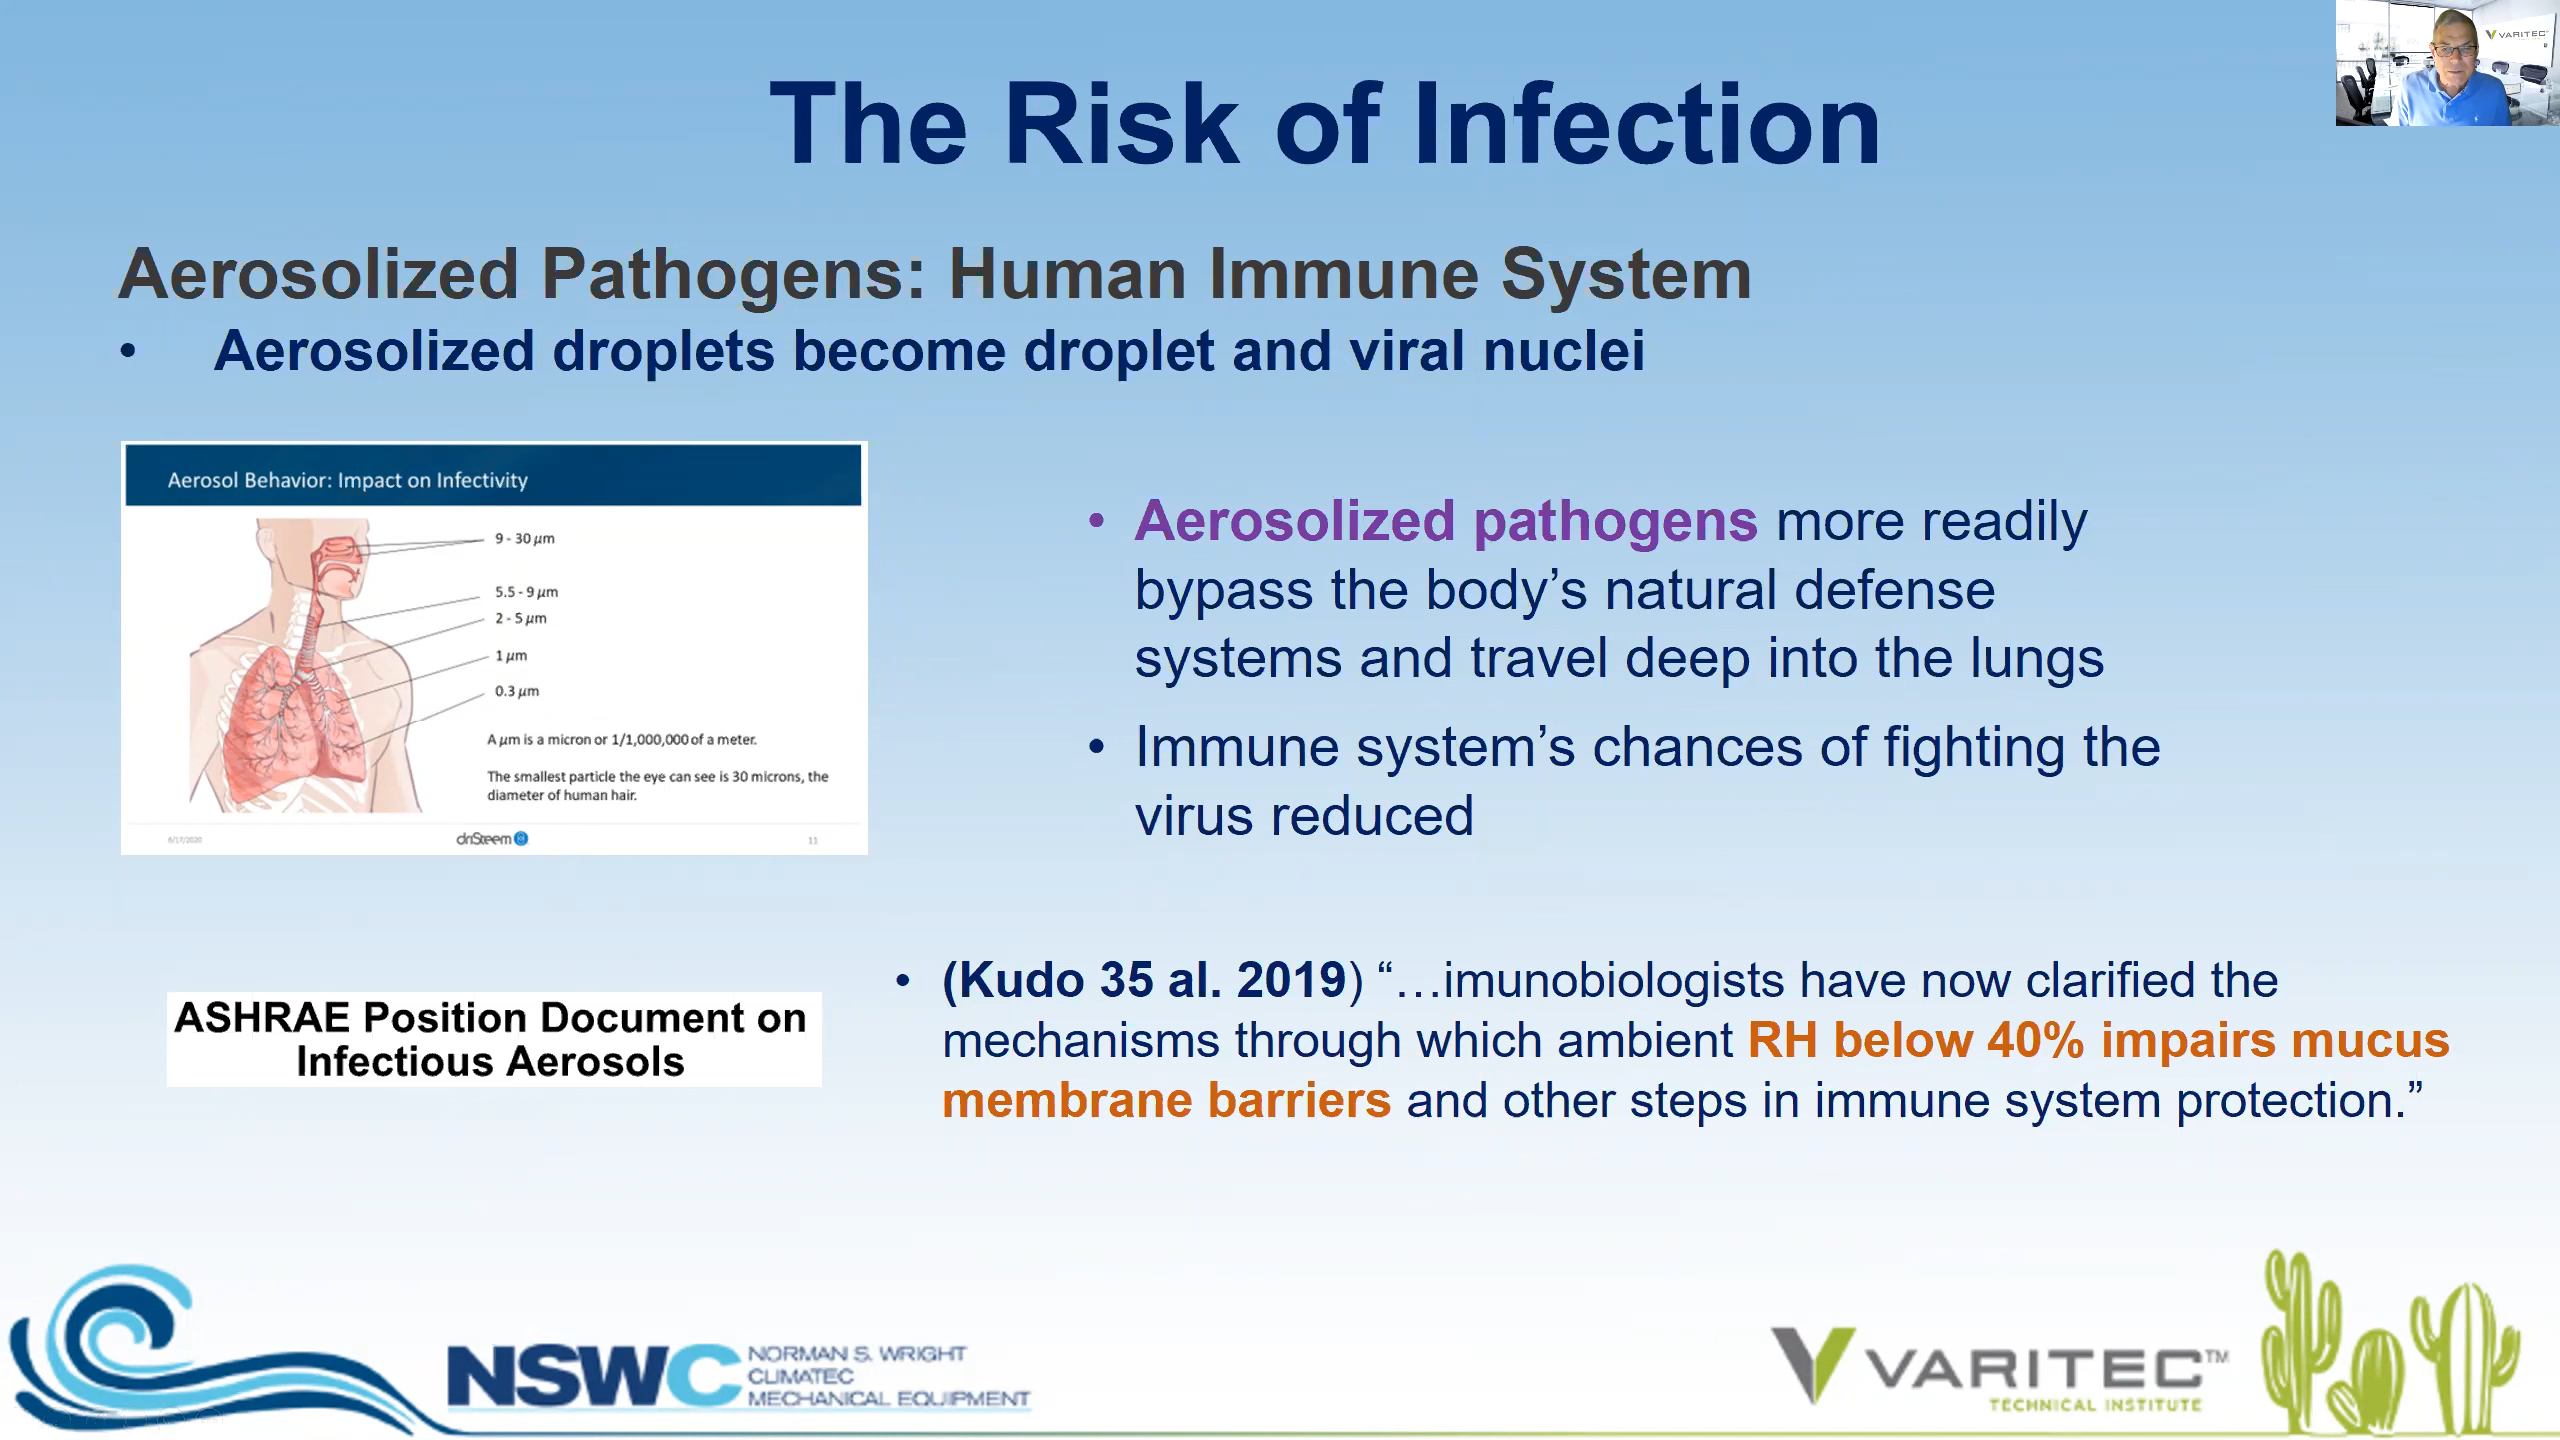 The Risk of Infection
VARITEC
Aerosolized Pathogens: Human Immune System
• Aerosolized droplets become droplet and viral nuclei
Aerosol Behavior: Impact on Infectivity
9 - 30 µm
5.5 - 9 µm
2 - 5 µm
1 µm
0.3 µm
A µm is a micron or 1/1,000,000 of a meter.
The smallest particle the eye can see is 30 microns, the
diameter of human hair.
6/17/2020
driSteem
11
• Aerosolized pathogens more readily
bypass the body’s natural defense
systems and travel deep into the lungs
• Immune system’s chances of fighting the
virus reduced
ASHRAE Position Document on
Infectious Aerosols
• (Kudo 35 al. 2019) “…imunobiologists have now clarified the
mechanisms through which ambient RH below 40% impairs mucus
membrane barriers and other steps in immune system protection.”
NSWC
NORMAN S. WRIGHT
CLIMATEC
MECHANICAL EQUIPMENT
VARITEC™
TECHNICAL INSTITUTE